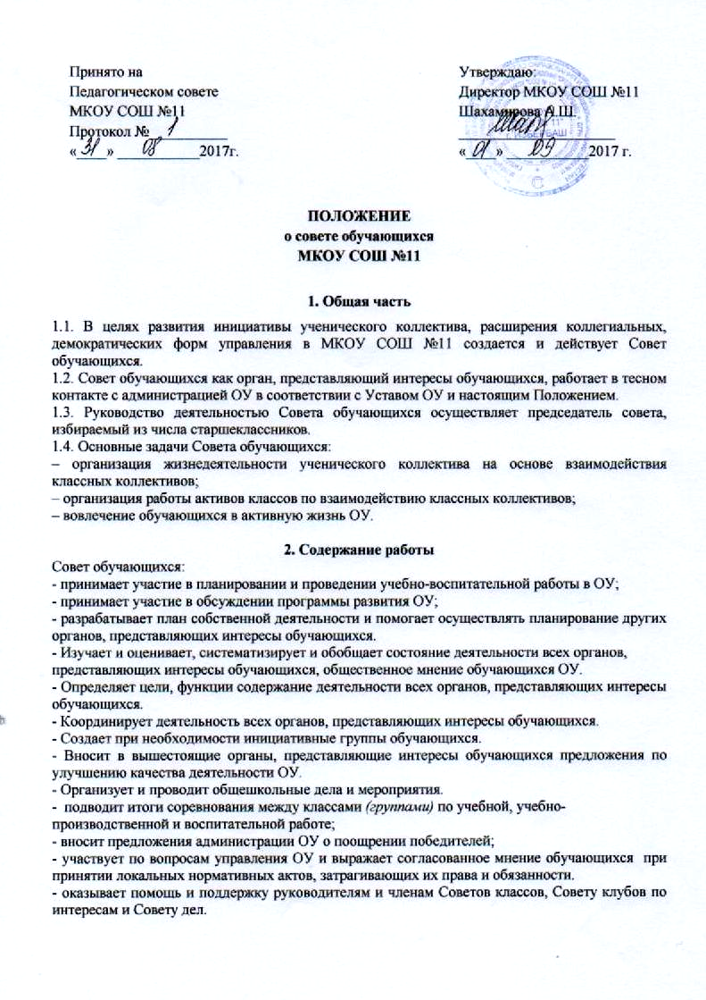 Принято на
Педагогическом совете
МКОУ СОШ №11
Протокол № 1
«31» 08 2017г.
Утверждаю:
Директор МКОУ СОШ №11
Шахамирова А.Ш.
«01» 09 2017 г.
г. ИЗБЕРБАШ
ПОЛОЖЕНИЕ
о совете обучающихся
МКОУ СОШ №11
1. Общая часть
1.1. В целях развития инициативы ученического коллектива, расширения коллегиальных,
демократических форм управления в МКОУ СОШ №11 создается и действует Совет
обучающихся.
1.2. Совет обучающихся как орган, представляющий интересы обучающихся, работает в тесном
контакте с администрацией ОУ в соответствии с Уставом ОУ и настоящим Положением.
1.3. Руководство деятельностью Совета обучающихся осуществляет председатель совета,
избираемый из числа старшеклассников.
1.4. Основные задачи Совета обучающихся:
– организация жизнедеятельности ученического коллектива на основе взаимодействия
классных коллективов;
– организация работы активов классов по взаимодействию классных коллективов;
– вовлечение обучающихся в активную жизнь ОУ.
2. Содержание работы
Совет обучающихся:
- принимает участие в планировании и проведении учебно-воспитательной работы в ОУ;
- принимает участие в обсуждении программы развития ОУ;
- разрабатывает план собственной деятельности и помогает осуществлять планирование других
органов, представляющих интересы обучающихся.
- Изучает и оценивает, систематизирует и обобщает состояние деятельности всех органов,
представляющих интересы обучающихся, общественное мнение обучающихся ОУ.
- Определяет цели, функции содержание деятельности всех органов, представляющих интересы
обучающихся.
- Координирует деятельность всех органов, представляющих интересы обучающихся.
- Создает при необходимости инициативные группы обучающихся.
- Вносит в вышестоящие органы, представляющие интересы обучающихся предложения по
улучшению качества деятельности ОУ.
- Организует и проводит общешкольные дела и мероприятия.
- подводит итоги соревнования между классами (группами) по учебной, учебно-
производственной и воспитательной работе;
- вносит предложения администрации ОУ о поощрении победителей;
- участвует по вопросам управления ОУ и выражает согласованное мнение обучающихся при
принятии локальных нормативных актов, затрагивающих их права и обязанности.
- оказывает помощь и поддержку руководителям и членам Советов классов, Совету клубов по
интересам и Совету дел.